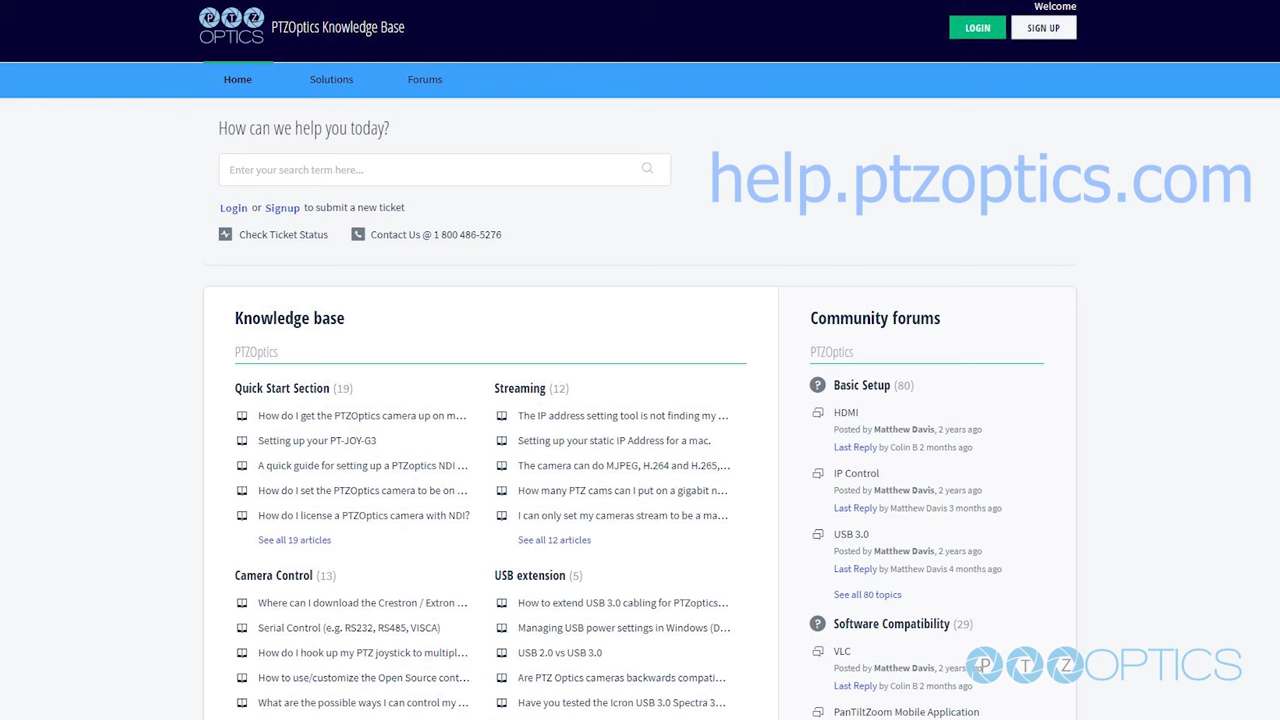 PTZ
OPTICS
PTZOptics Knowledge Base
Welcome
LOGIN
SIGN UP
Home
Solutions
Forums
How can we help you today?
Enter your search term here...
help.ptzoptics.com
Login or Signup to submit a new ticket
Check Ticket Status
Contact Us @ 1 800 486-5276
Knowledge base
PTZOptics
Quick Start Section (19)
How do I get the PTZOptics camera up on m...
Setting up your PT-JOY-G3
A quick guide for setting up a PTZoptics NDI ...
How do I set the PTZOptics camera to be on ...
How do I license a PTZOptics camera with NDI?
See all 19 articles
Streaming (12)
The IP address setting tool is not finding my ...
Setting up your static IP Address for a mac.
The camera can do MJPEG, H.264 and H.265,...
How many PTZ cams can I put on a gigabit n...
I can only set my cameras stream to be a ma...
See all 12 articles
Camera Control (13)
Where can I download the Crestron / Extron ...
Serial Control (e.g. RS232, RS485, VISCA)
How do I hook up my PTZ joystick to multipl...
How to use/customize the Open Source cont...
What are the possible ways I can control my ...
USB extension (5)
How to extend USB 3.0 cabling for PTZoptics...
Managing USB power settings in Windows (D...
USB 2.0 vs USB 3.0
Are PTZ Optics cameras backwards compati...
Have you tested the Icron USB 3.0 Spectra 3...
Community forums
PTZOptics
Basic Setup (80)
HDMI
Posted by Matthew Davis, 2 years ago
Last Reply by Colin B 2 months ago
IP Control
Posted by Matthew Davis, 2 years ago
Last Reply by Matthew Davis 3 months ago
USB 3.0
Posted by Matthew Davis, 2 years ago
Last Reply by Matthew Davis 4 months ago
See all 80 topics
Software Compatibility (29)
VLC
Posted by Matthew Davis, 2 years ago
Last Reply by Colin B 2 months ago
PanTiltZoom Mobile Application
PTZOPTICS